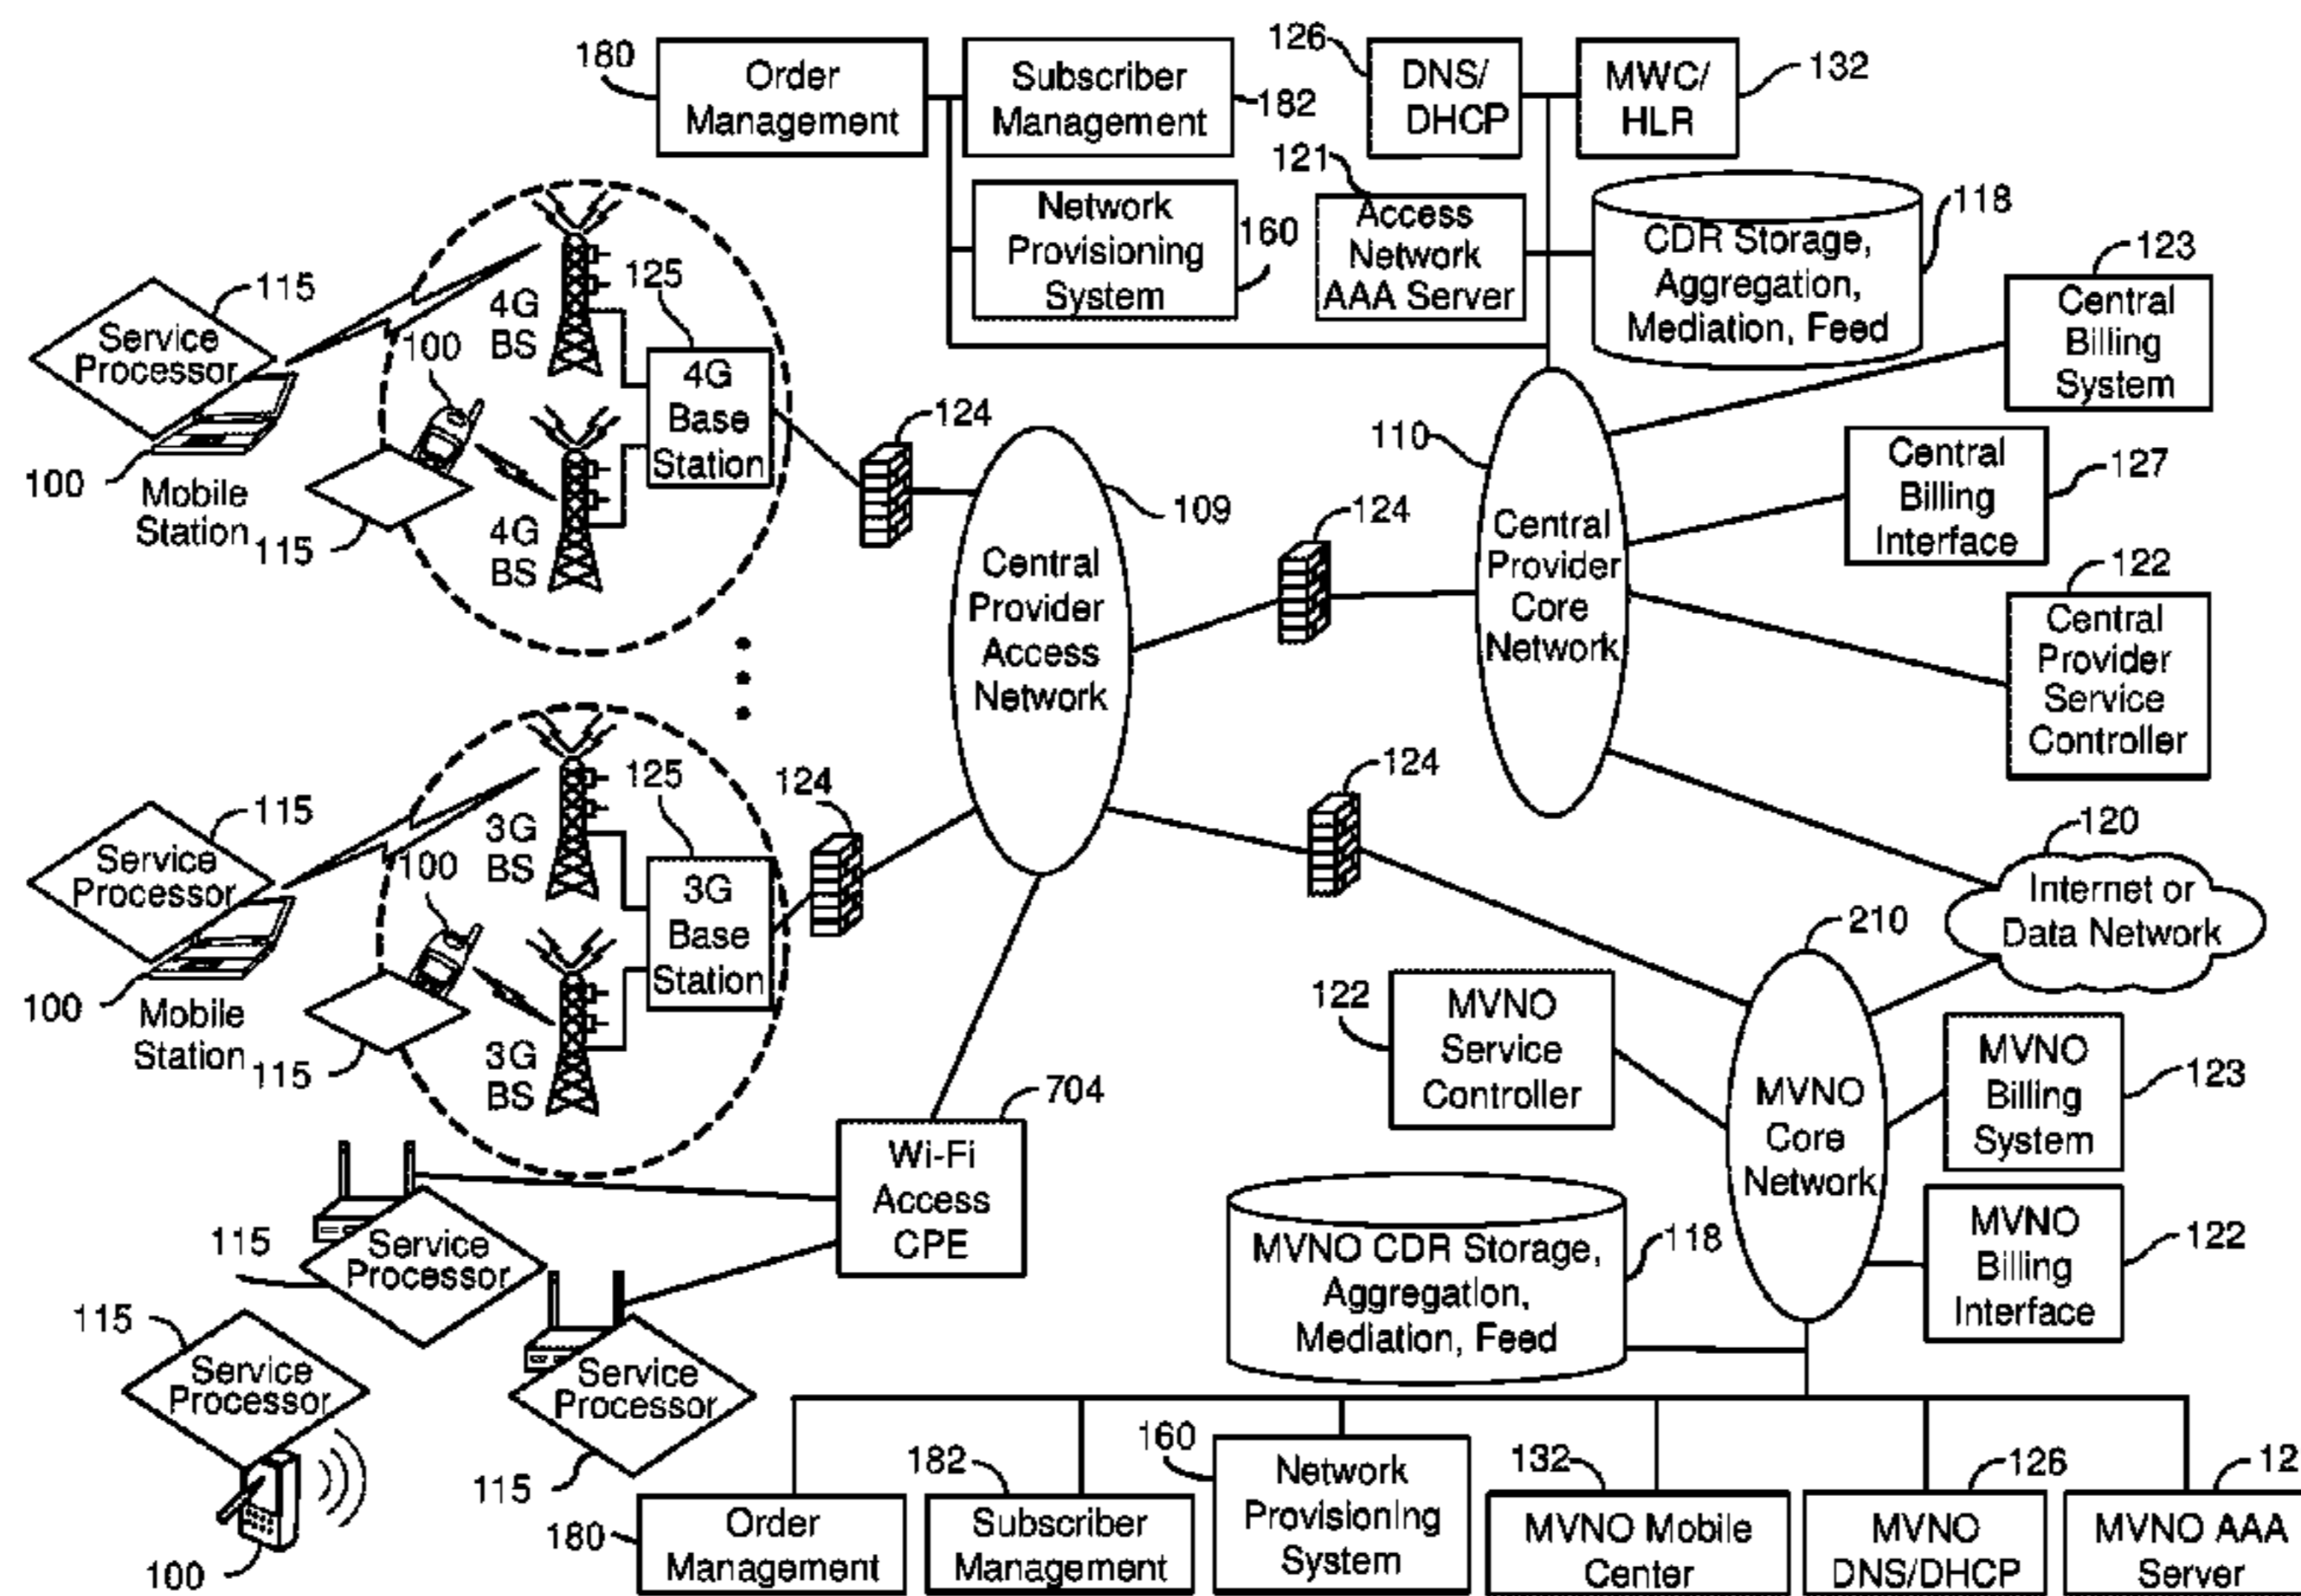 180
Order
Management
Subscriber
Management
182
126
DNS/
DHCP
MWC/
HLR
132
Network
Provisioning
System
160
121
Access
Network
AAA Server
CDR Storage,
Aggregation,
Mediation, Feed
118
123
Central
Billing
System
Service
Processor
115
100
Mobile
Station
100
115
4G
BS
4G
BS
125
4G
Base
Station
124
109
Central
Provider
Access
Network
124
110
Central
Provider
Core
Network
Central
Billing
Interface
127
122
Central
Provider
Service
Controller
Service
Processor
115
100
Mobile
Station
100
115
3G
BS
3G
BS
125
3G
Base
Station
124
124
120
Internet or
Data Network
210
MVNO
Core
Network
122
MVNO
Service
Controller
MVNO
Billing
System
123
MVNO
Billing
Interface
122
704
Wi-Fi
Access
CPE
115
Service
Processor
115
Service
Processor
Service
Processor
115
100
MVNO CDR Storage,
Aggregation,
Mediation, Feed
118
180
Order
Management
182
Subscriber
Management
160
Network
Provisioning
System
132
MVNO Mobile
Center
126
MVNO
DNS/DHCP
12
MVNO AAA
Server